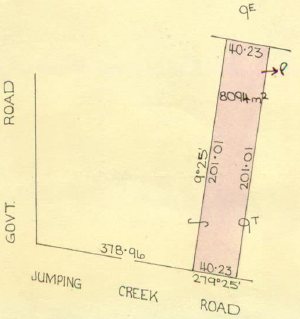 9E
40.23
P
8094m²
ROAD
GOVT.
9°25'
201.01
201.01
9T
378.96
40.23
279°25'
JUMPING
CREEK
ROAD